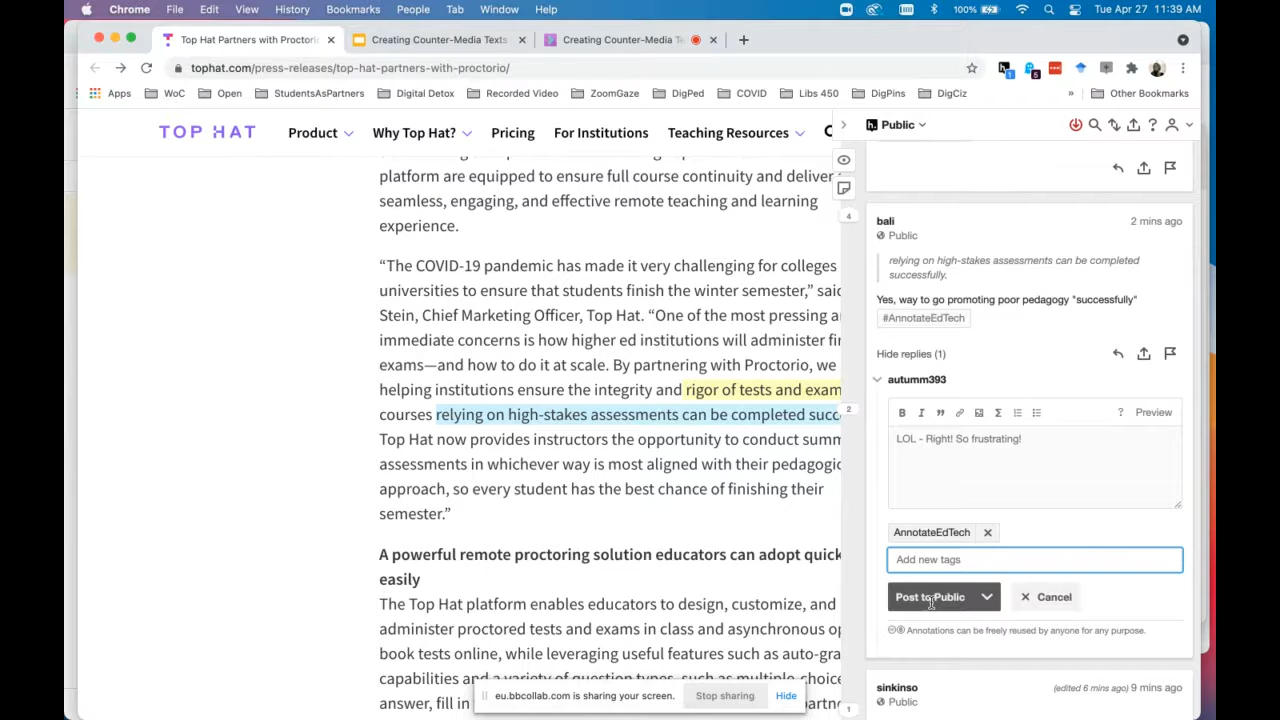 Chrome File Edit View History Bookmarks People Tab Window Help 100% Tue Apr 27 11:39 AM
Top Hat Partners with Proctorio Creating Counter-Media Texts Creating Counter-Media Te
tophat.com/press-releases/top-hat-partners-with-proctorio/
1 5
Apps WoC Open StudentsAsPartners Digital Detox Recorded Video ZoomGaze DigPed COVID Libs 450 DigPins DigCiz » Other Bookmarks
TOP HAT Product Why Top Hat? Pricing For Institutions Teaching Resources
platform are equipped to ensure full course continuity and deliver
seamless, engaging, and effective remote teaching and learning
experience.
“The COVID-19 pandemic has made it very challenging for colleges
universities to ensure that students finish the winter semester,” said
Stein, Chief Marketing Officer, Top Hat. “One of the most pressing a
immediate concerns is how higher ed institutions will administer fi
exams—and how to do it at scale. By partnering with Proctorio, we
helping institutions ensure the integrity and rigor of tests and exam
courses relying on high-stakes assessments can be completed succ
Top Hat now provides instructors the opportunity to conduct summ
assessments in whichever way is most aligned with their pedagogic
approach, so every student has the best chance of finishing their
semester.”
A powerful remote proctoring solution educators can adopt quick
easily
The Top Hat platform enables educators to design, customize, and
administer proctored tests and exams in class and asynchronous o
book tests online, while leveraging useful features such as auto-gra
capabilities and a variety of question types, such as multiple-choice
answer, fill in
Public
4
2
1
bali 2 mins ago
Public
relying on high-stakes assessments can be completed
successfully.
Yes, way to go promoting poor pedagogy "successfully"
#AnnotateEdTech
Hide replies (1)
autumm393
B I ” Σ ? Preview
LOL - Right! So frustrating!
AnnotateEdTech
Add new tags
Post to Public Cancel
Annotations can be freely reused by anyone for any purpose.
sinkinso (edited 6 mins ago) 9 mins ago
Public
eu.bbcollab.com is sharing your screen. Stop sharing Hide